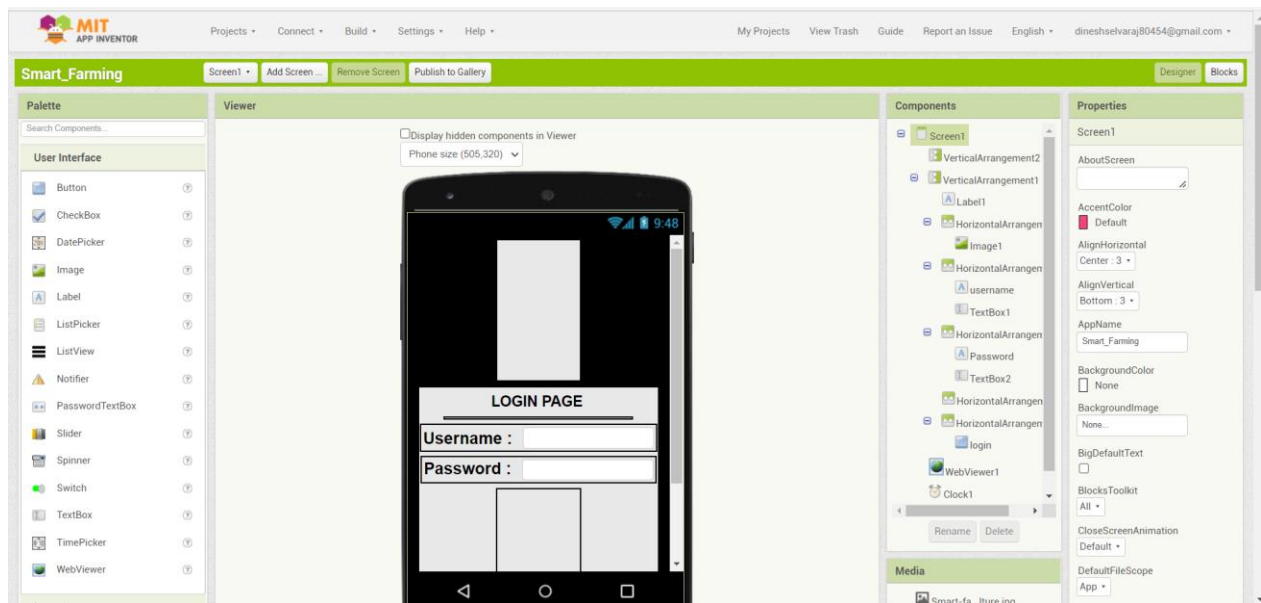 MIT
APP INVENTOR
Projects Connect Build Settings Help My Projects View Trash Guide Report an Issue English dineshselvaraj80454@gmail.com
Smart_Farming Screen1 Add Screen ... Remove Screen Publish to Gallery Designer Blocks
Palette
Search Components...
User Interface
Button
CheckBox
DatePicker
Image
Label
ListPicker
ListView
Notifier
PasswordTextBox
Slider
Spinner
Switch
TextBox
TimePicker
WebViewer
Viewer
Display hidden components in Viewer
Phone size (505,320)
9:48
LOGIN PAGE
Username :
Password :
Components
Screen1
VerticalArrangement2
VerticalArrangement1
Label1
HorizontalArrangen
Image1
HorizontalArrangen
username
TextBox1
HorizontalArrangen
Password
TextBox2
HorizontalArrangen
HorizontalArrangen
login
WebViewer1
Clock1
Rename Delete
Media
Smart-fa...lture.jpg
Properties
Screen1
AboutScreen
AccentColor
Default
AlignHorizontal
Center : 3
AlignVertical
Bottom : 3
AppName
Smart_Farming
BackgroundColor
None
BackgroundImage
None...
BigDefaultText
BlocksToolkit
All
CloseScreenAnimation
Default
DefaultFileScope
App